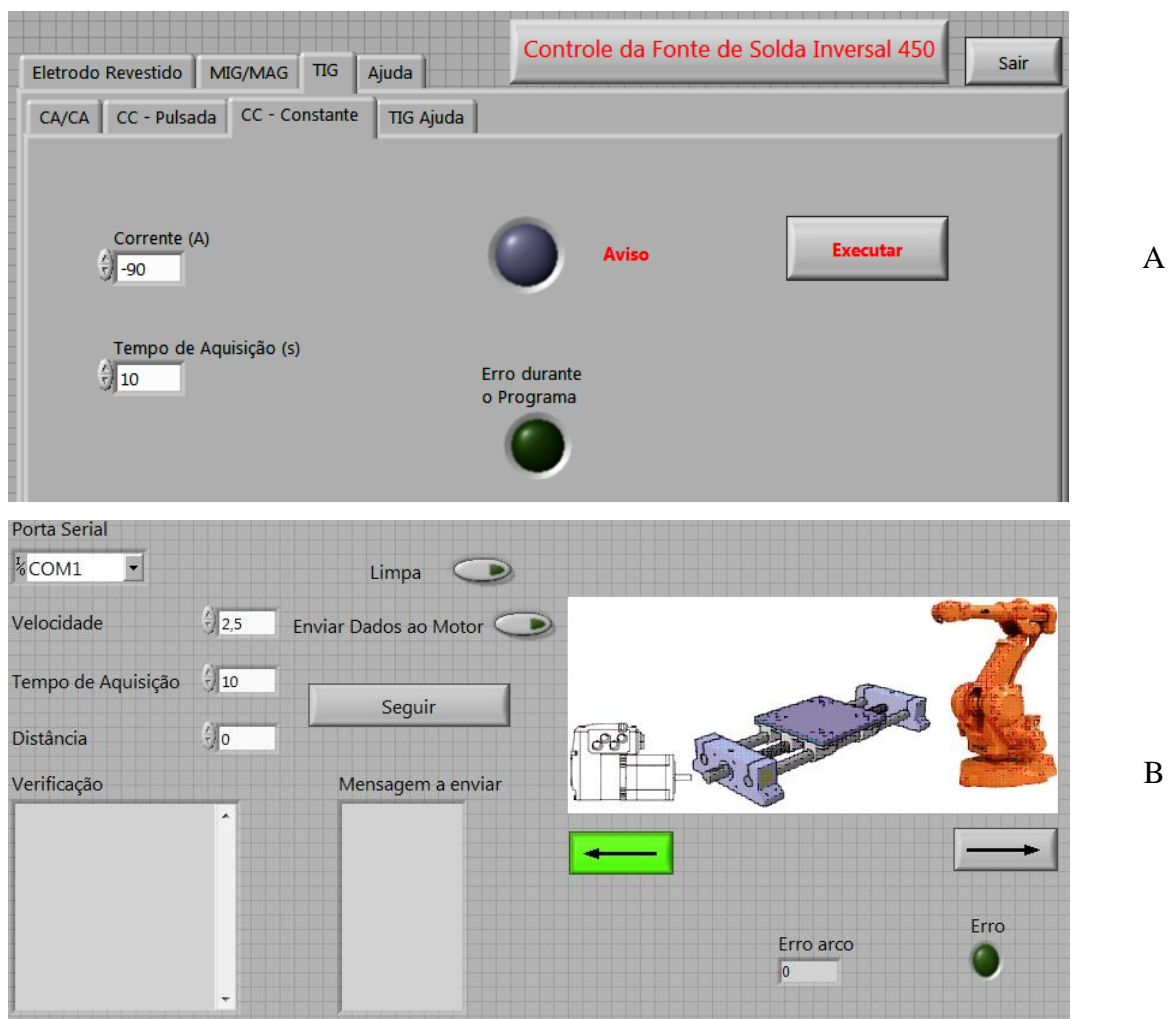 Controle da Fonte de Solda Inversal 450
Sair
Eletrodo Revestido MIG/MAG TIG Ajuda
CA/CA CC - Pulsada CC - Constante TIG Ajuda
Corrente (A)
-90
Aviso
Executar
A
Tempo de Aquisição (s)
10
Erro durante
o Programa
Porta Serial
COM1
Limpa
Velocidade 2,5
Enviar Dados ao Motor
Tempo de Aquisição 10
Seguir
Distância 0
Verificação
Mensagem a enviar
B
Erro arco
0
Erro